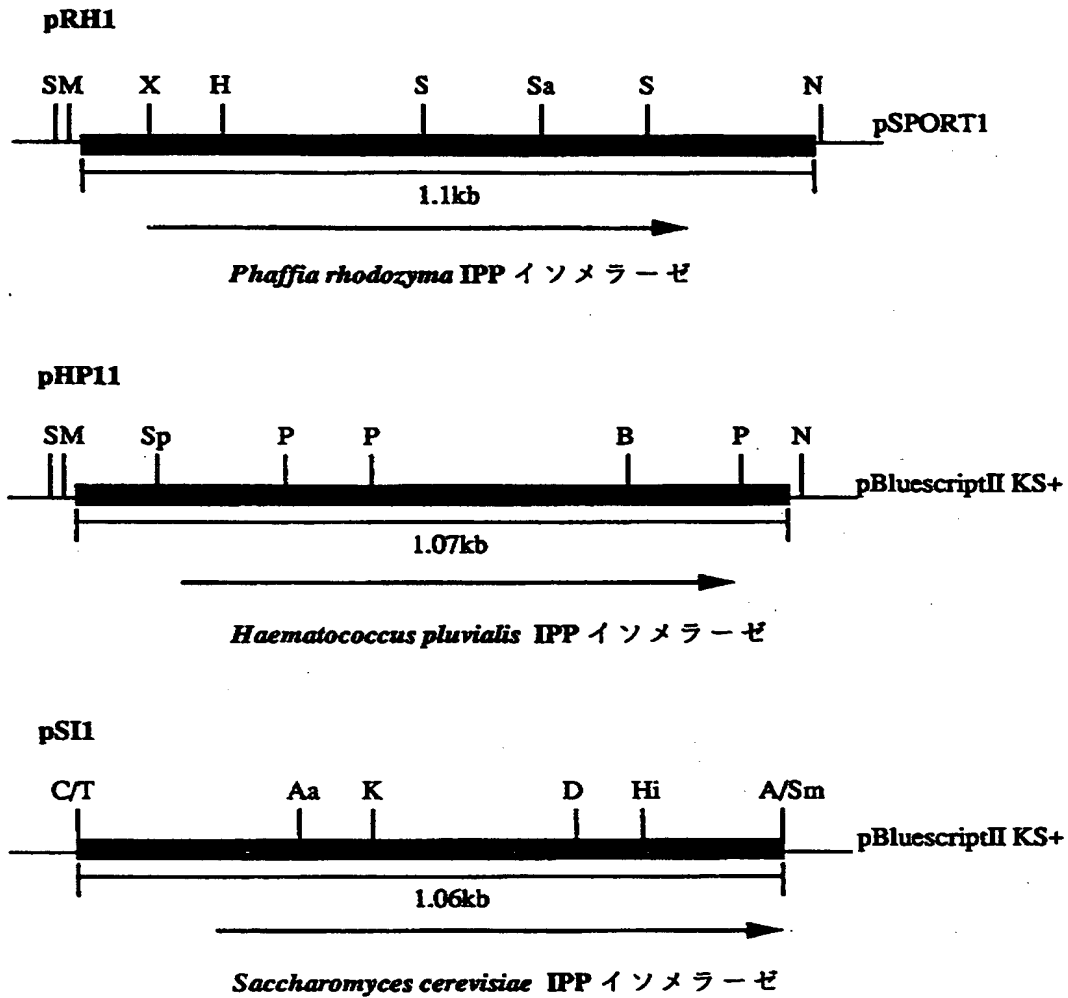 pRH1
SM X H S Sa S N
pSPORT1
1.1kb
Phaffia rhodozyma IPP イソメラーゼ
pHP11
SM Sp P P B P N
pBluescriptII KS+
1.07kb
Haematococcus pluvialis IPP イソメラーゼ
pSI1
C/T Aa K D Hi A/Sm
pBluescriptII KS+
1.06kb
Saccharomyces cerevisiae IPP イソメラーゼ